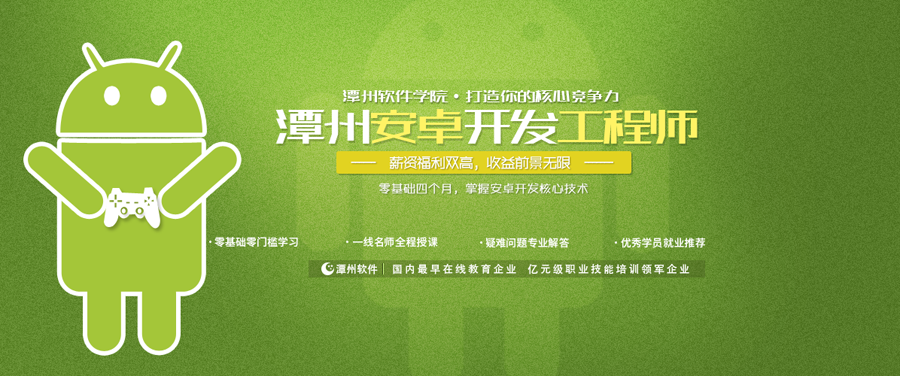 潭州软件学院·打造你的核心竞争力
潭州安卓开发工程师
薪资福利双高，收益前景无限
零基础四个月，掌握安卓开发核心技术
·零基础零门槛学习 ·一线名师全程授课 ·疑难问题专业解答 ·优秀学员就业推荐
潭州软件 国内最早在线教育企业 亿元级职业技能培训领军企业